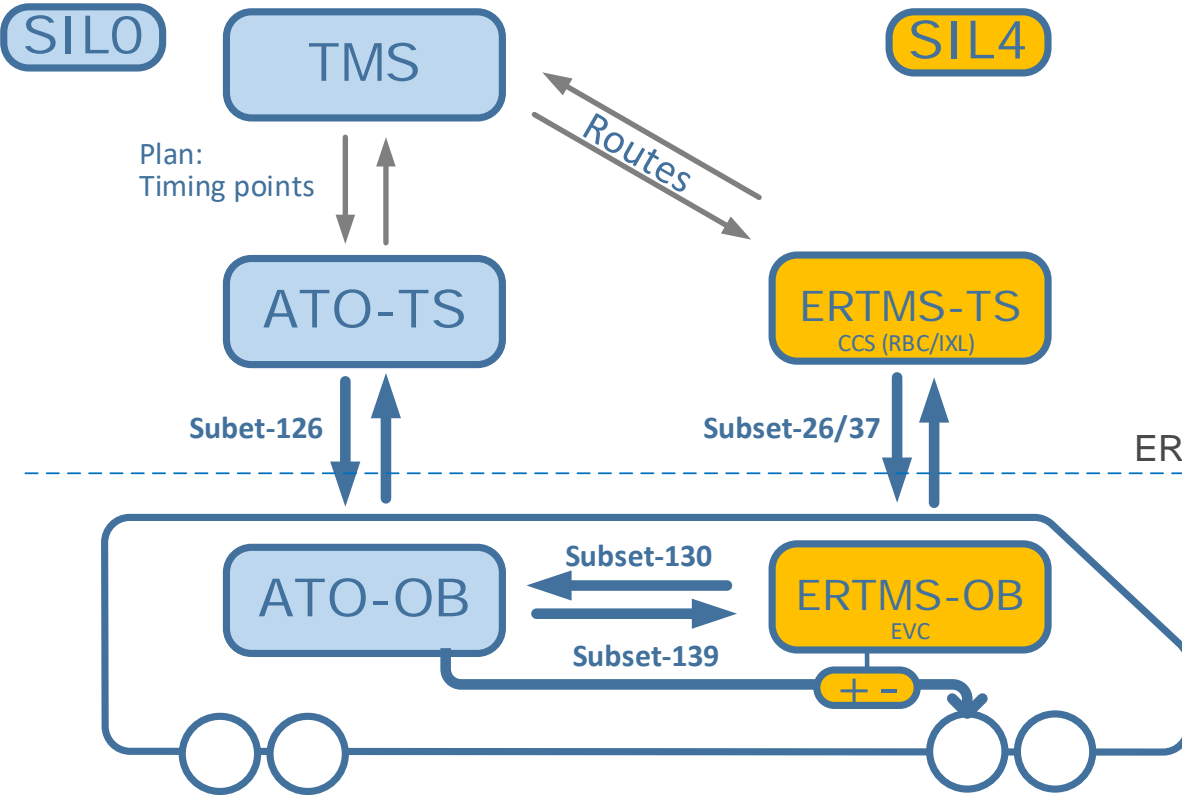 SIL0
TMS
SIL4
Routes
Plan:
Timing points
ATO-TS
ERTMS-TS
CCS (RBC/IXL)
Subet-126
Subset-26/37
ER
Subset-130
ATO-OB
ERTMS-OB
EVC
Subset-139
+ -